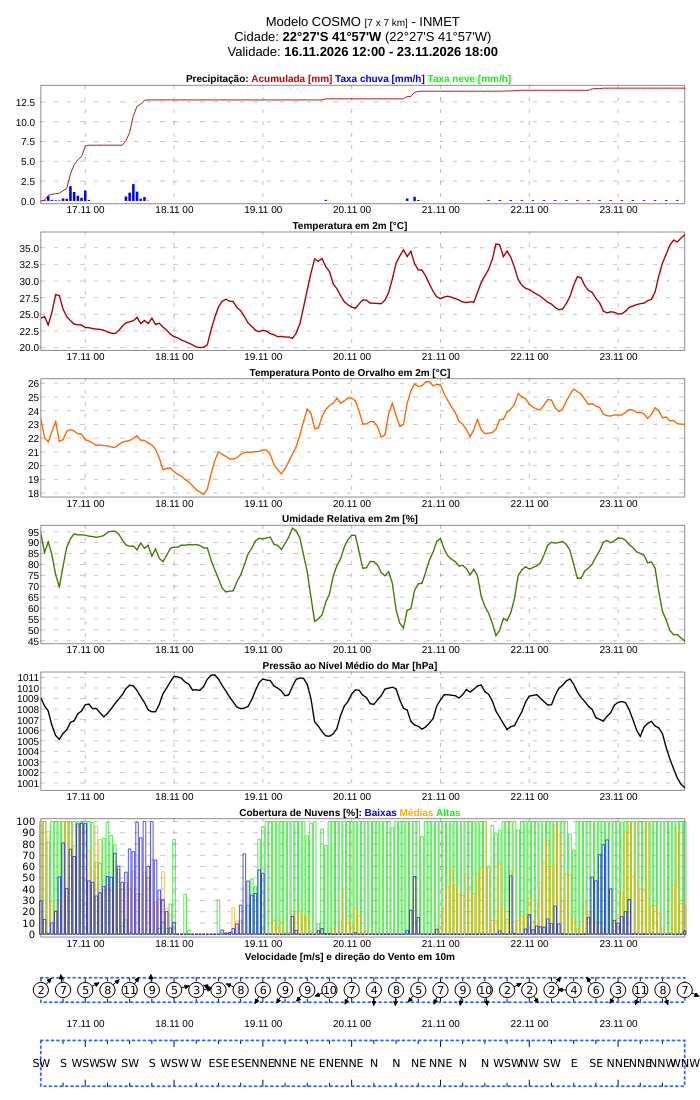 Modelo COSMO [7 x 7 km] - INMET
Cidade: 22°27'S 41°57'W (22°27'S 41°57'W)
Validade: 16.11.2026 12:00 - 23.11.2026 18:00
Precipitação: Acumulada [mm] Taxa chuva [mm/h] Taxa neve [mm/h]
12.5
10.0
7.5
5.0
2.5
0.0
17.11 00 18.11 00 19.11 00 20.11 00 21.11 00 22.11 00 23.11 00
Temperatura em 2m [°C]
35.0
32.5
30.0
27.5
25.0
22.5
20.0
17.11 00 18.11 00 19.11 00 20.11 00 21.11 00 22.11 00 23.11 00
Temperatura Ponto de Orvalho em 2m [°C]
26
25
24
23
22
21
20
19
18
17.11 00 18.11 00 19.11 00 20.11 00 21.11 00 22.11 00 23.11 00
Umidade Relativa em 2m [%]
95
90
85
80
75
70
65
60
55
50
45
17.11 00 18.11 00 19.11 00 20.11 00 21.11 00 22.11 00 23.11 00
Pressão ao Nível Médio do Mar [hPa]
1011
1010
1009
1008
1007
1006
1005
1004
1003
1002
1001
17.11 00 18.11 00 19.11 00 20.11 00 21.11 00 22.11 00 23.11 00
Cobertura de Nuvens [%]: Baixas Médias Altas
100
90
80
70
60
50
40
30
20
10
0
17.11 00 18.11 00 19.11 00 20.11 00 21.11 00 22.11 00 23.11 00
Velocidade [m/s] e direção do Vento em 10m
2 7 5 8 11 9 5 3 3 8 6 9 9 10 7 4 8 5 7 9 10 2 2 2 4 6 3 11 8 7
17.11 00 18.11 00 19.11 00 20.11 00 21.11 00 22.11 00 23.11 00
SW S WSW SW SW S WSW W ESE ESE NNE NNE NE ENE NNE N N NE NNE N N WSW NW SW E SE NNE NNE NNW WNW